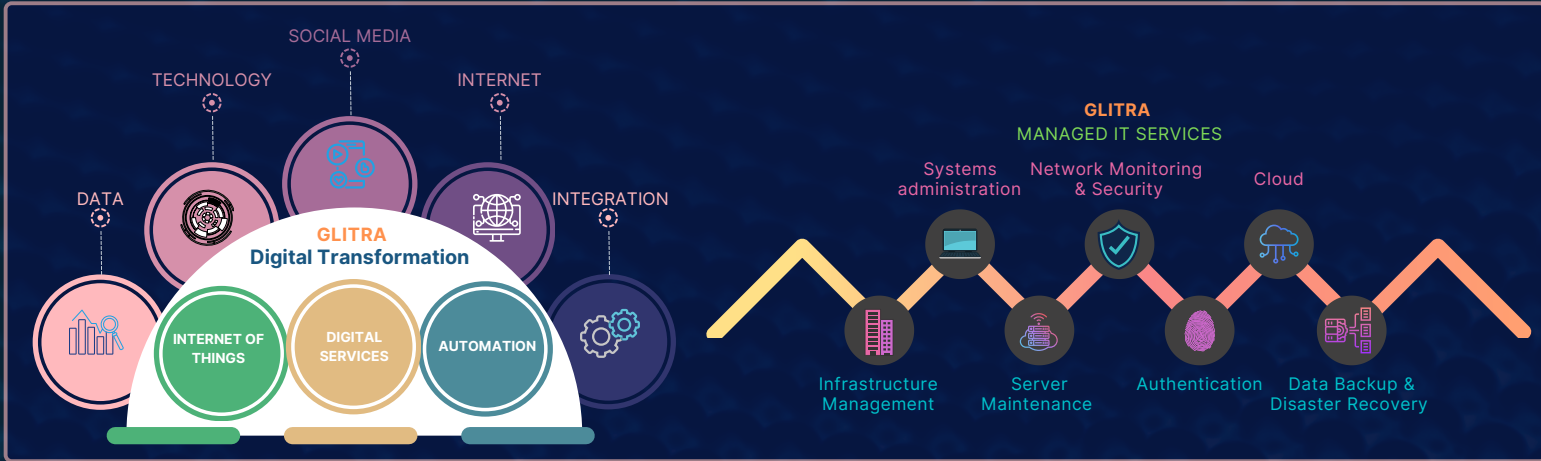 SOCIAL MEDIA
TECHNOLOGY
INTERNET
DATA
INTEGRATION
GLITRA
Digital Transformation
INTERNET OF
THINGS
DIGITAL
SERVICES
AUTOMATION
GLITRA
MANAGED IT SERVICES
Systems
administration
Network Monitoring
& Security
Cloud
Infrastructure
Management
Server
Maintenance
Authentication
Data Backup &
Disaster Recovery